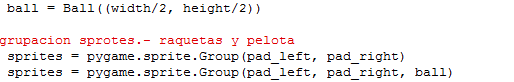 ball = Ball((width/2, height/2))
grupacion sprotes.- raquetas y pelota
sprites = pygame.sprite.Group(pad_left, pad_right)
sprites = pygame.sprite.Group(pad_left, pad_right, ball)